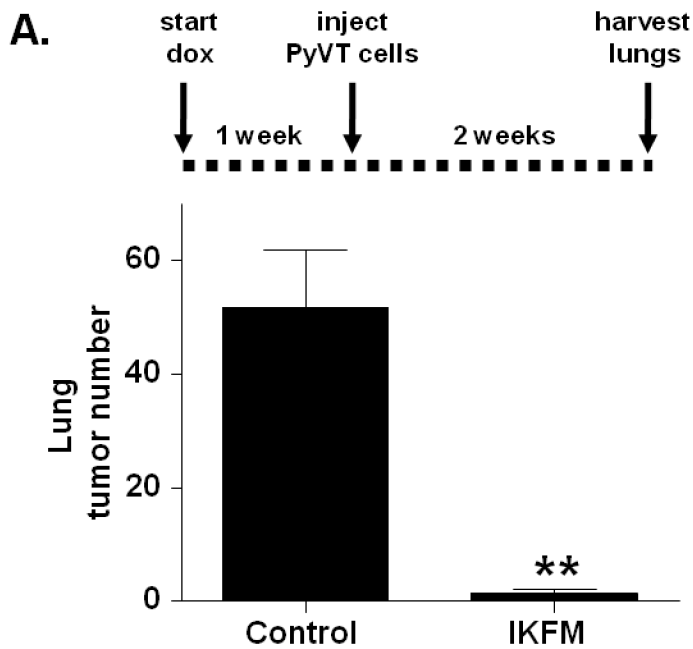 A.
start
dox
inject
PyVT cells
harvest
lungs
1 week
2 weeks
Lung
tumor number
60
40
20
0
**
Control
IKFM